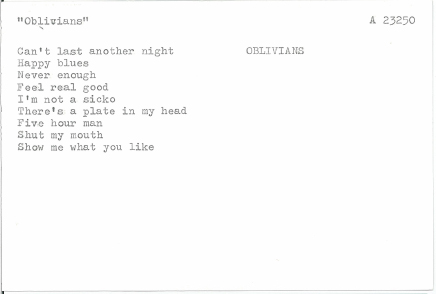 "Oblivians" A 23250
Can't last another night OBLIVIANS
Happy blues
Never enough
Feel real good
I'm not a sicko
There's a plate in my head
Five hour man
Shut my mouth
Show me what you like